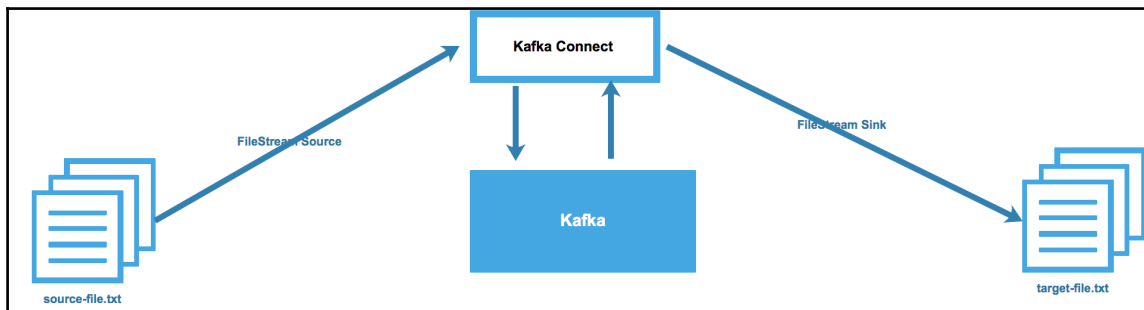 Kafka Connect
FileStream Source
FileStream Sink
Kafka
source-file.txt
target-file.txt